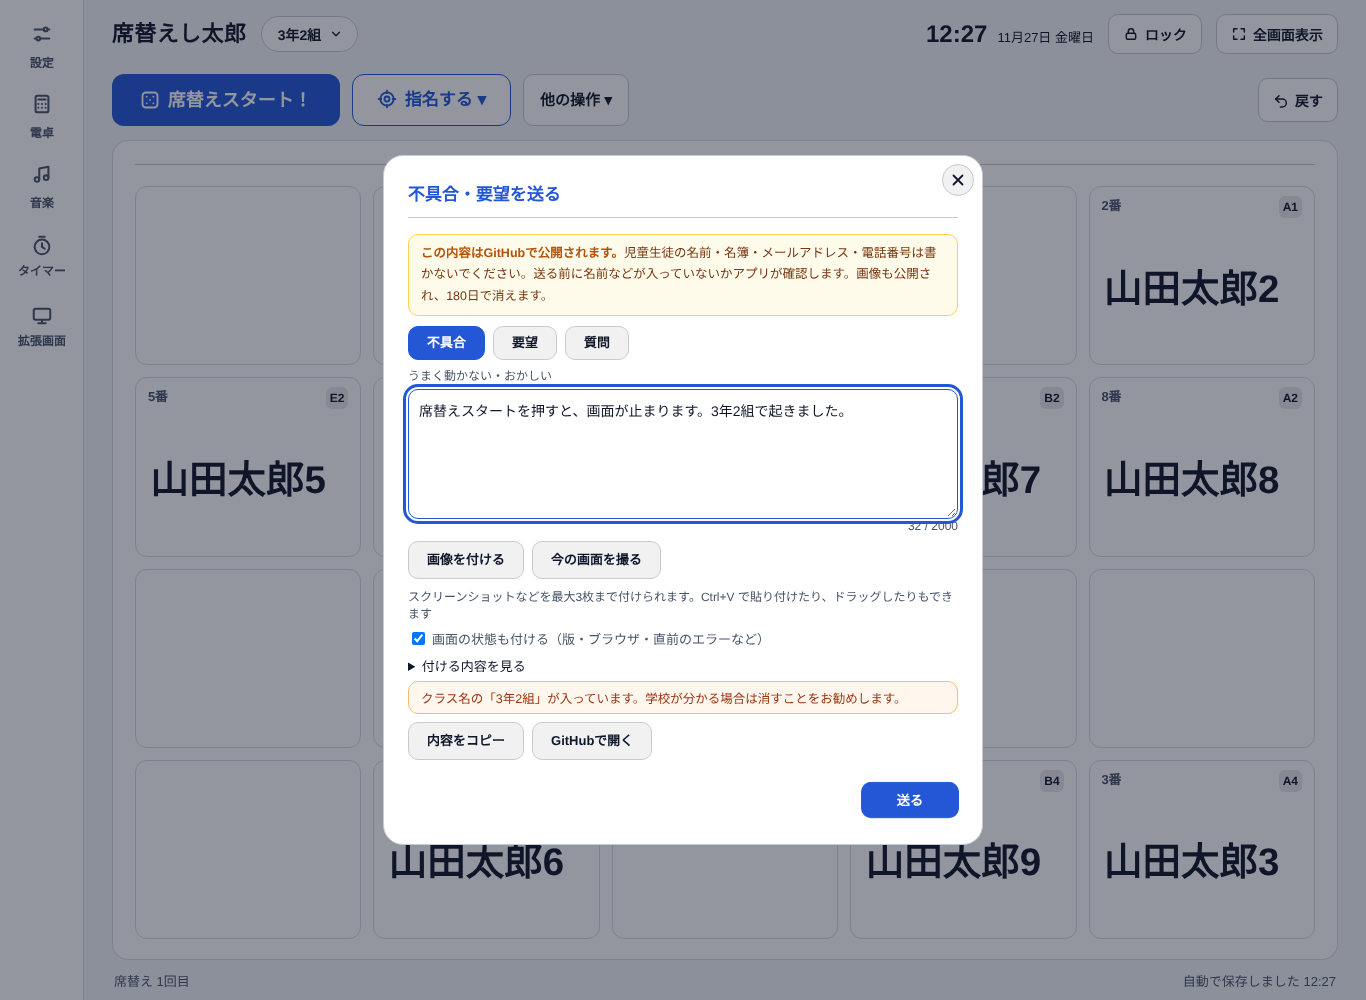 設定
電卓
音楽
タイマー
拡張画面
席替えし太郎
3年2組
12:27 11月27日 金曜日
ロック
全画面表示
席替えスタート！
指名する ▾
他の操作 ▾
戻す
不具合・要望を送る
この内容はGitHubで公開されます。児童生徒の名前・名簿・メールアドレス・電話番号は書
かないでください。送る前に名前などが入っていないかアプリが確認します。画像も公開さ
れ、180日で消えます。
不具合
要望
質問
うまく動かない・おかしい
席替えスタートを押すと、画面が止まります。3年2組で起きました。
32 / 2000
画像を付ける
今の画面を撮る
スクリーンショットなどを最大3枚まで付けられます。Ctrl+V で貼り付けたり、ドラッグしたりもでき
ます
画面の状態も付ける（版・ブラウザ・直前のエラーなど）
付ける内容を見る
クラス名の「3年2組」が入っています。学校が分かる場合は消すことをお勧めします。
内容をコピー
GitHubで開く
送る
2番 A1
山田太郎2
5番 E2
山田太郎5
B2
郎7
8番 A2
山田太郎8
山田太郎6
B4
山田太郎9
3番 A4
山田太郎3
席替え 1回目
自動で保存しました 12:27